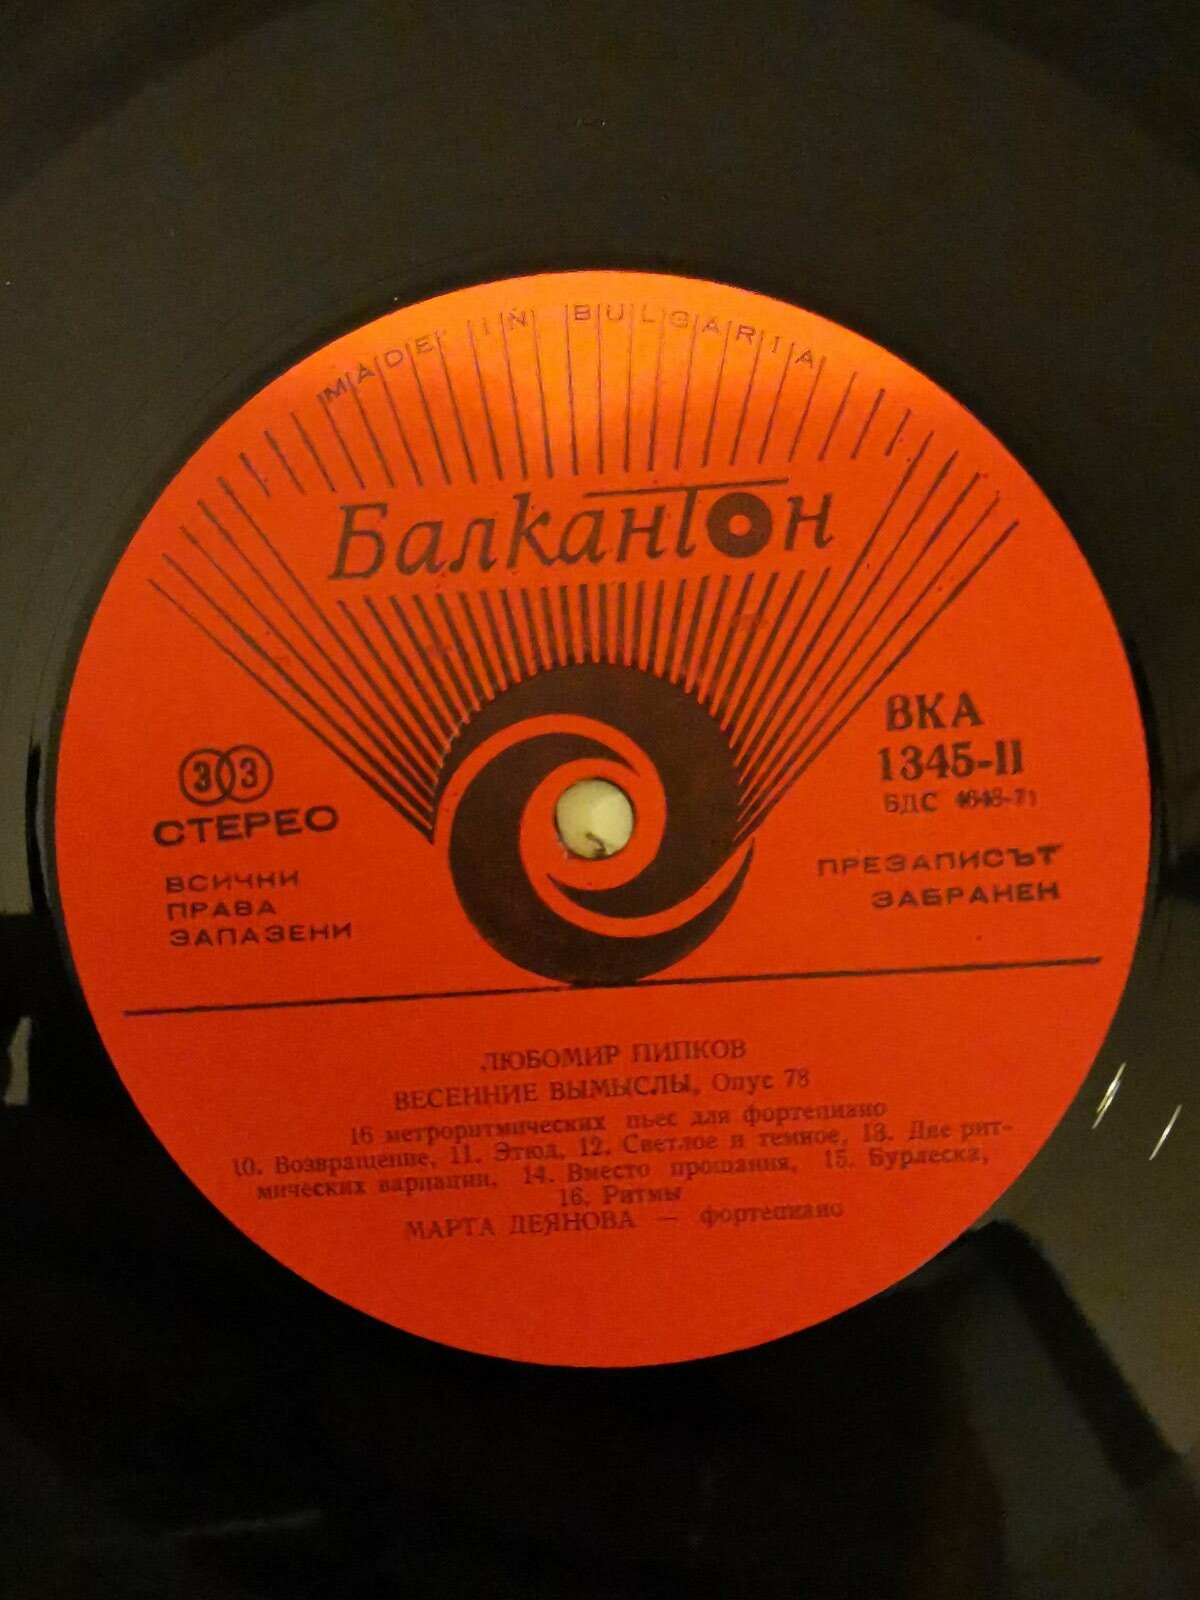 MADE IN BULGARIA
Балкантон
33
СТЕРЕО
ВСИЧКИ
ПРАВА
ЗАПАЗЕНИ
ВКА
1345-II
БДС 4648-71
ПРЕЗАПИСЪТ
ЗАБРАНЕН
ЛЮБОМИР ПИПКОВ
ВЕСЕННИЕ ВЫМЫСЛЫ, Опус 78
16 метроритмических пьес для фортепиано
10. Возвращение, 11. Этюд, 12. Светлое и темное, 13. Две рит-
мических вариации, 14. Вместо прощания, 15. Бурлеска,
16. Ритмы
МАРТА ДЕЯНОВА — фортепиано